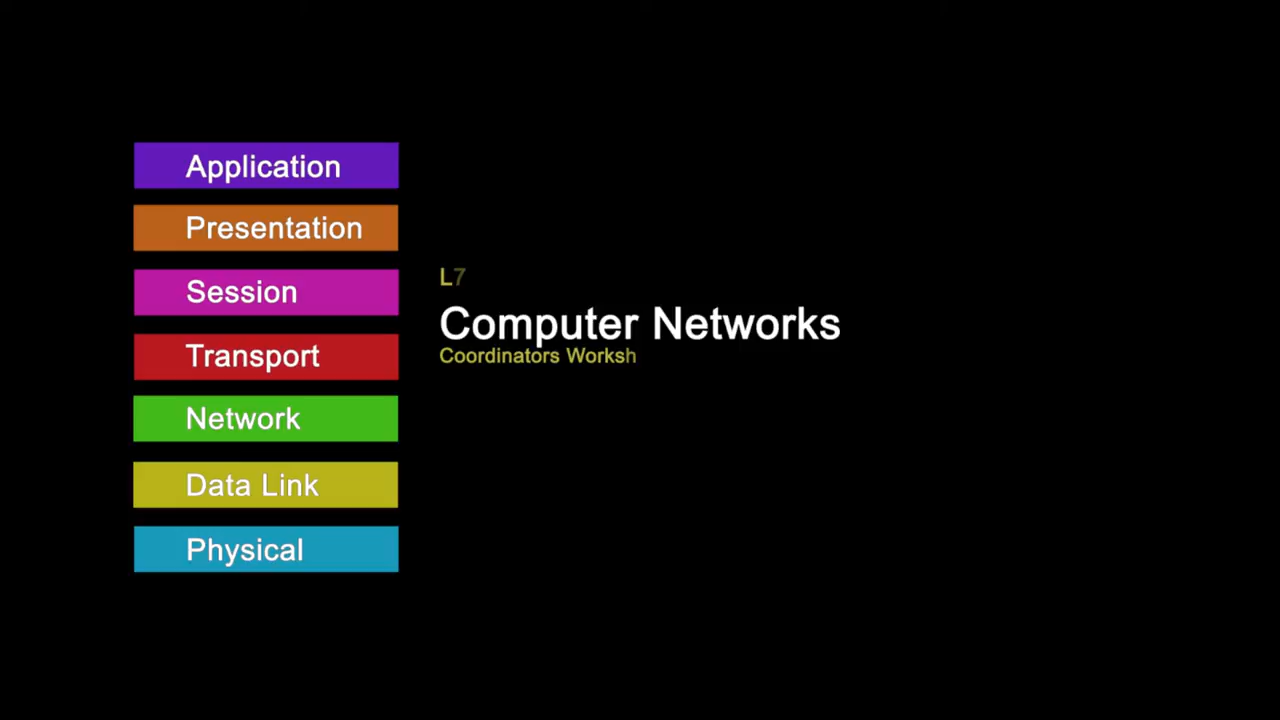 Application
Presentation
Session
Transport
Network
Data Link
Physical
L7
Computer Networks
Coordinators Worksh